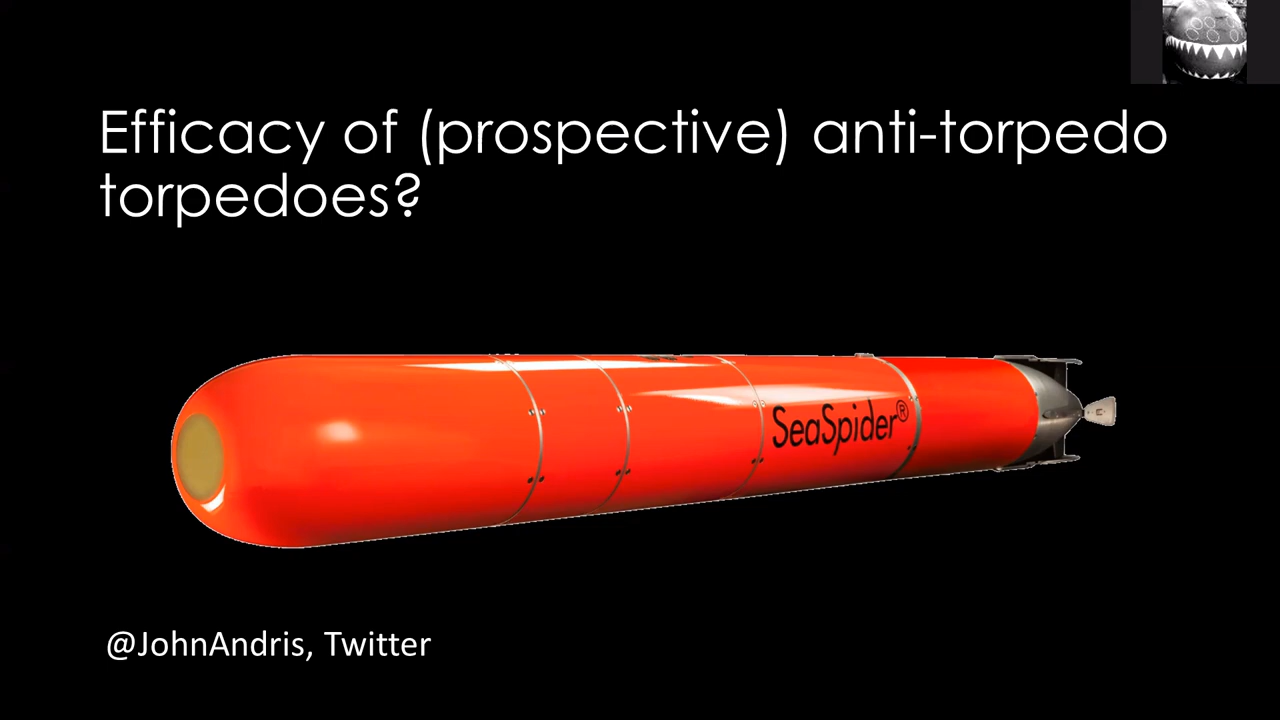 Efficacy of (prospective) anti-torpedo
torpedoes?
SeaSpider®
@JohnAndris, Twitter